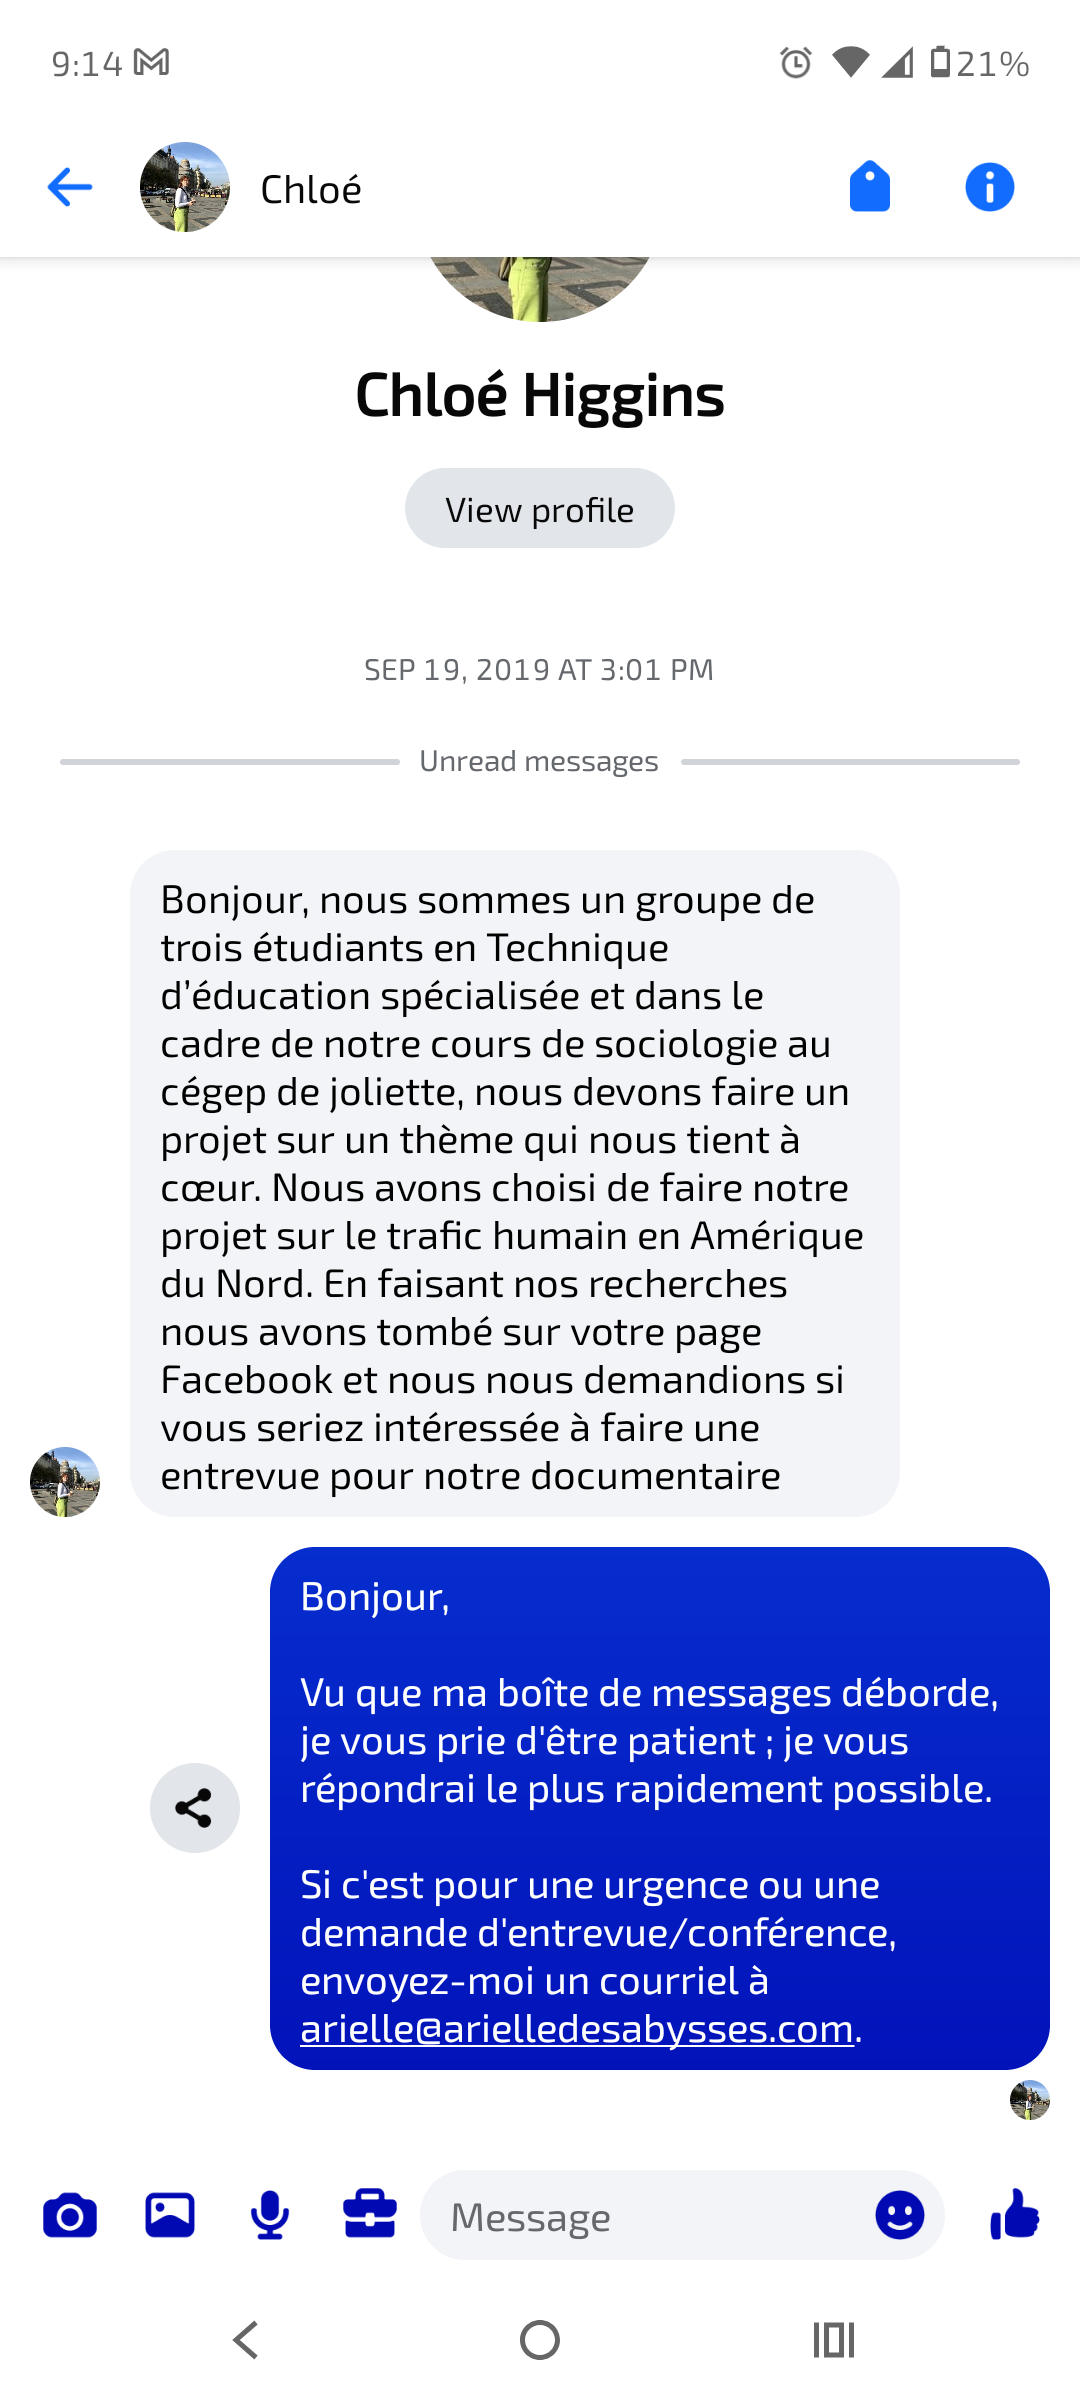 9:14
21%
Chloé
Chloé Higgins
View profile
SEP 19, 2019 AT 3:01 PM
Unread messages
Bonjour, nous sommes un groupe de
trois étudiants en Technique
d’éducation spécialisée et dans le
cadre de notre cours de sociologie au
cégep de joliette, nous devons faire un
projet sur un thème qui nous tient à
cœur. Nous avons choisi de faire notre
projet sur le trafic humain en Amérique
du Nord. En faisant nos recherches
nous avons tombé sur votre page
Facebook et nous nous demandions si
vous seriez intéressée à faire une
entrevue pour notre documentaire
Bonjour,
Vu que ma boîte de messages déborde,
je vous prie d'être patient ; je vous
répondrai le plus rapidement possible.
Si c'est pour une urgence ou une
demande d'entrevue/conférence,
envoyez-moi un courriel à
arielle@arielledesabysses.com.
Message